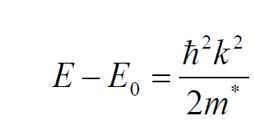 E − E₀ = ħ²k² / 2m*